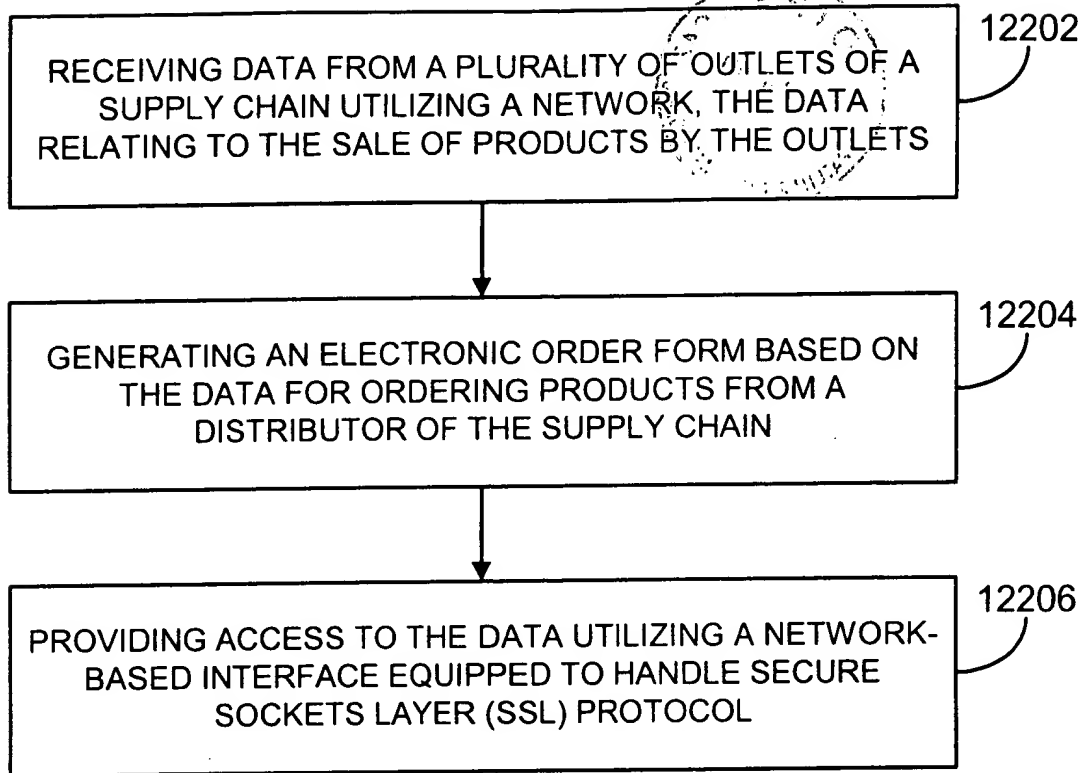 12202
RECEIVING DATA FROM A PLURALITY OF OUTLETS OF A
SUPPLY CHAIN UTILIZING A NETWORK, THE DATA
RELATING TO THE SALE OF PRODUCTS BY THE OUTLETS
12204
GENERATING AN ELECTRONIC ORDER FORM BASED ON
THE DATA FOR ORDERING PRODUCTS FROM A
DISTRIBUTOR OF THE SUPPLY CHAIN
12206
PROVIDING ACCESS TO THE DATA UTILIZING A NETWORK-
BASED INTERFACE EQUIPPED TO HANDLE SECURE
SOCKETS LAYER (SSL) PROTOCOL